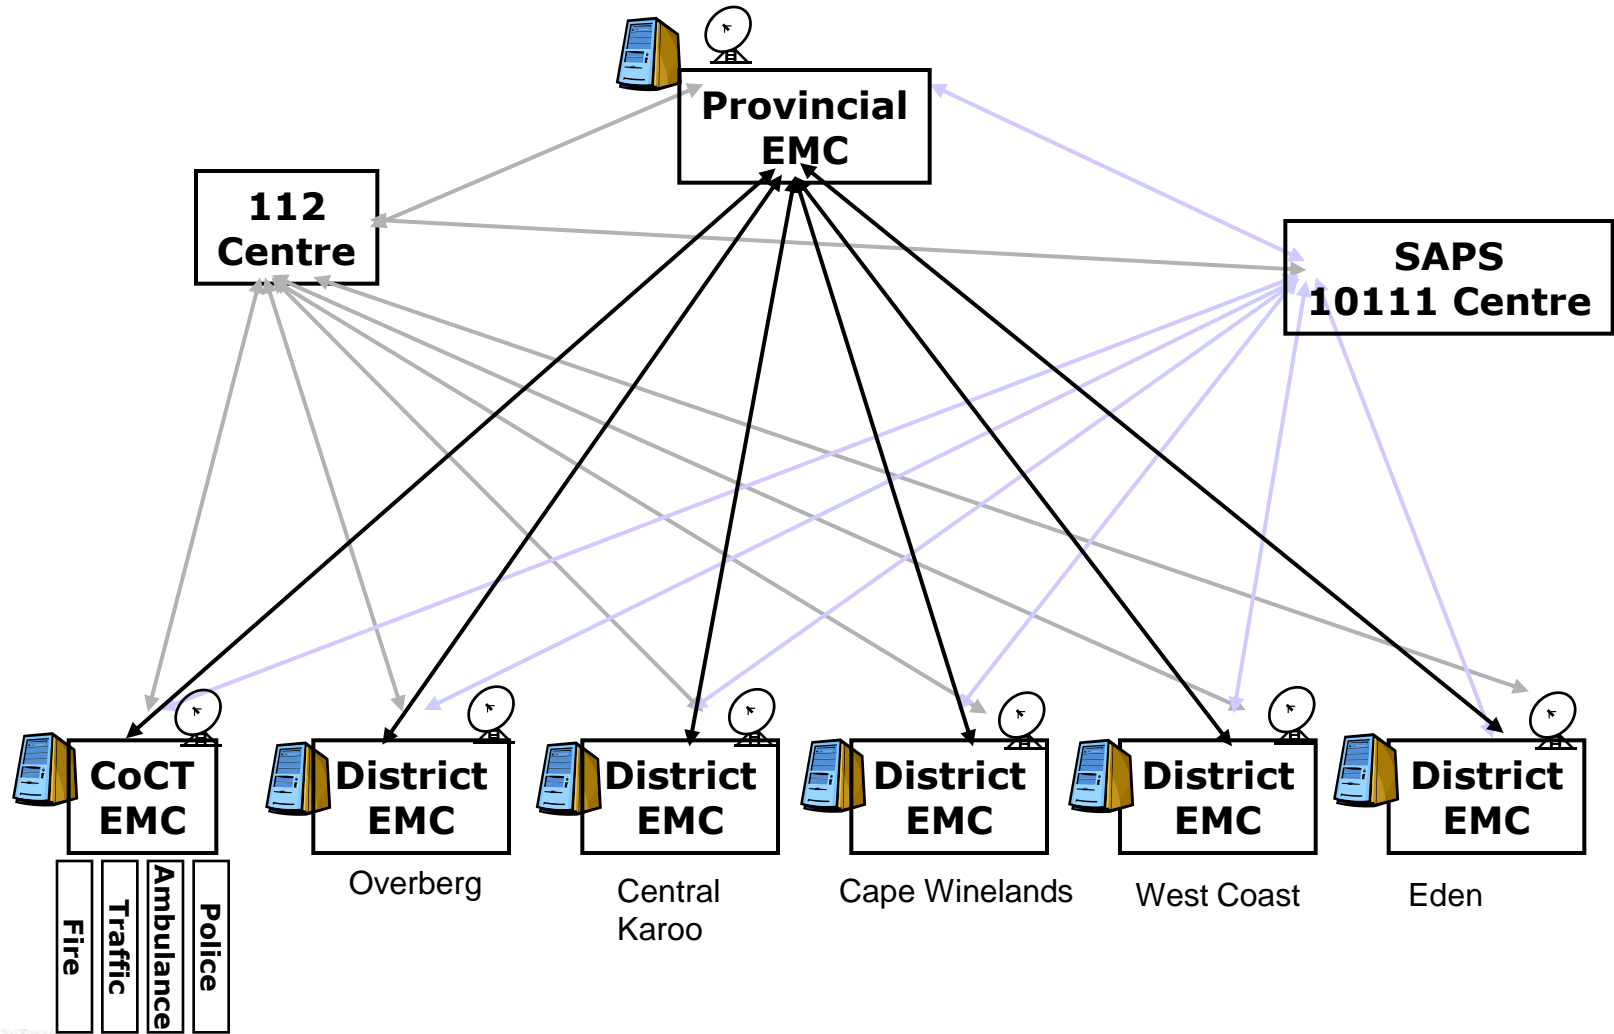 Provincial
EMC
112
Centre
SAPS
10111 Centre
CoCT
EMC
District
EMC
District
EMC
District
EMC
District
EMC
District
EMC
Fire
Traffic
Ambulance
Police
Overberg
Central
Karoo
Cape Winelands
West Coast
Eden